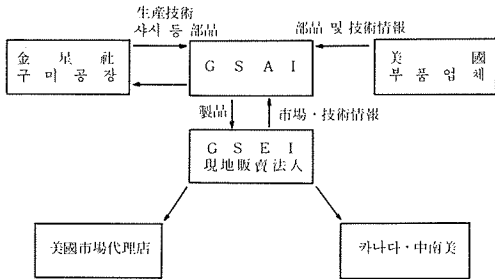 生産技術
샤시 등 部品
部品 및 技術情報
金星社
구미공장
GSAI
美國
부품업체
製品
市場・技術情報
GSEI
現地販賣法人
美國市場代理店
카나다・中南美